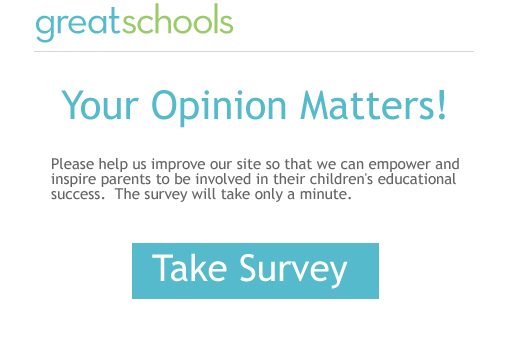 greatschools
Your Opinion Matters!
Please help us improve our site so that we can empower and
inspire parents to be involved in their children's educational
success.  The survey will take only a minute.
Take Survey